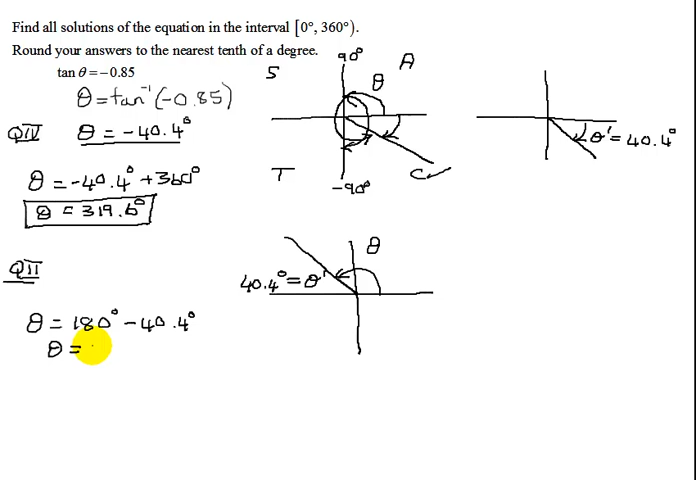 Find all solutions of the equation in the interval [0°, 360°).
Round your answers to the nearest tenth of a degree.
tan θ = −0.85
θ = tan⁻¹(−0.85)
QIV θ = −40.4°
θ = −40.4° + 360°
θ = 319.6°
90°
S
A
θ
T
C✓
−90°
θ' = 40.4°
QII
θ
40.4° = θ'
θ = 180° − 40.4°
θ =